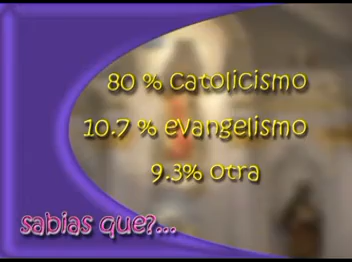 80 % catolicismo
10.7 % evangelismo
9.3% otra
sabias que?...